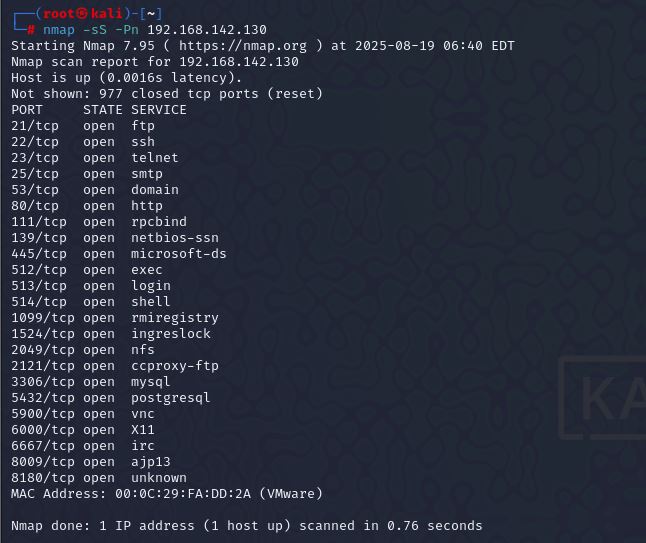 ┌──(root㉿kali)-[~]
└─# nmap -sS -Pn 192.168.142.130
Starting Nmap 7.95 ( https://nmap.org ) at 2025-08-19 06:40 EDT
Nmap scan report for 192.168.142.130
Host is up (0.0016s latency).
Not shown: 977 closed tcp ports (reset)
PORT     STATE SERVICE
21/tcp   open  ftp
22/tcp   open  ssh
23/tcp   open  telnet
25/tcp   open  smtp
53/tcp   open  domain
80/tcp   open  http
111/tcp  open  rpcbind
139/tcp  open  netbios-ssn
445/tcp  open  microsoft-ds
512/tcp  open  exec
513/tcp  open  login
514/tcp  open  shell
1099/tcp open  rmiregistry
1524/tcp open  ingreslock
2049/tcp open  nfs
2121/tcp open  ccproxy-ftp
3306/tcp open  mysql
5432/tcp open  postgresql
5900/tcp open  vnc
6000/tcp open  X11
6667/tcp open  irc
8009/tcp open  ajp13
8180/tcp open  unknown
MAC Address: 00:0C:29:FA:DD:2A (VMware)
Nmap done: 1 IP address (1 host up) scanned in 0.76 seconds
KA